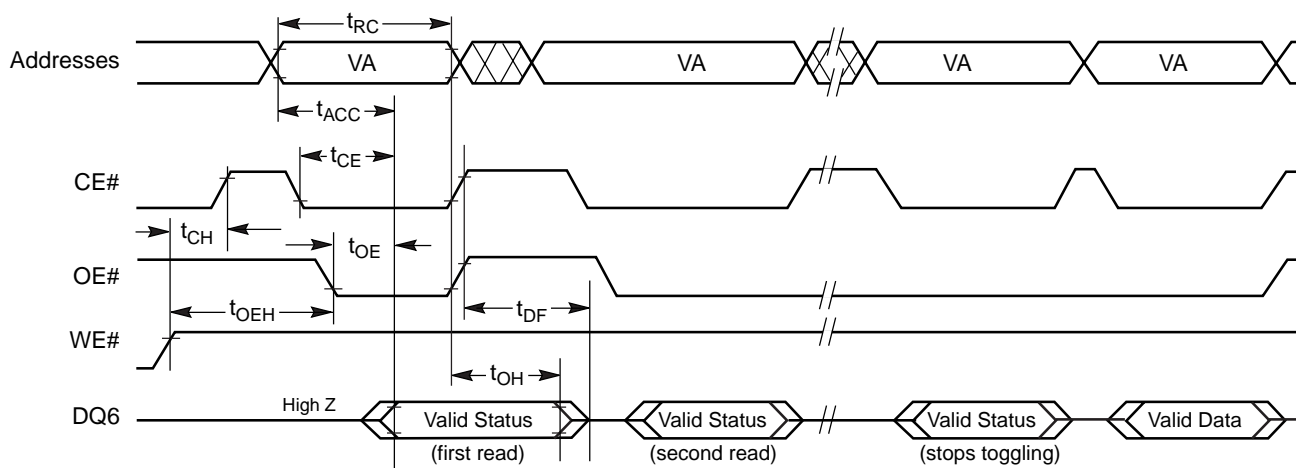 tRC
Addresses VA VA VA VA
tACC
tCE
CE#
tCH tOE
OE#
tOEH tDF
WE#
tOH
High Z
DQ6 Valid Status Valid Status Valid Status Valid Data
(first read) (second read) (stops toggling)